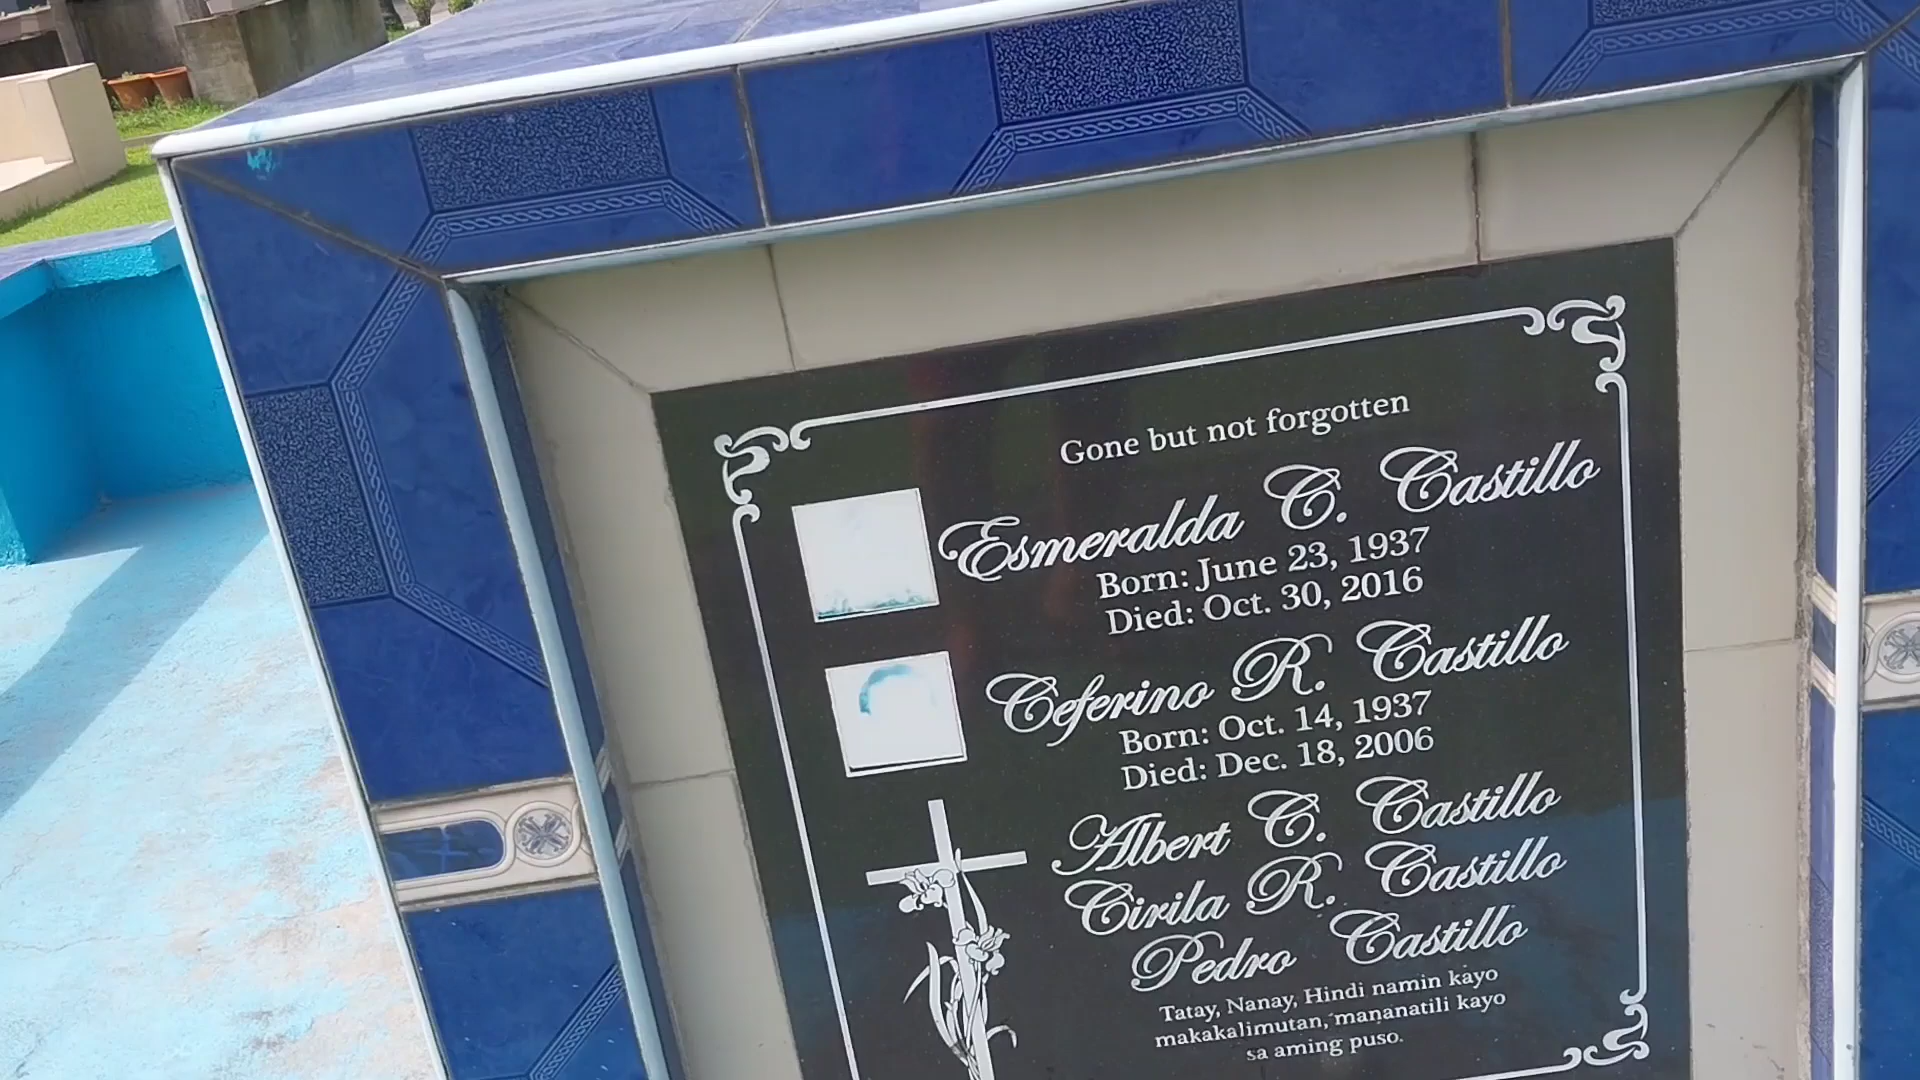 Gone but not forgotten
Esmeralda C. Castillo
Born: June 23, 1937
Died: Oct. 30, 2016
Ceferino R. Castillo
Born: Oct. 14, 1937
Died: Dec. 18, 2006
Albert C. Castillo
Cirila R. Castillo
Pedro Castillo
Tatay, Nanay, Hindi namin kayo
makakalimutan, mananatili kayo
sa aming puso.